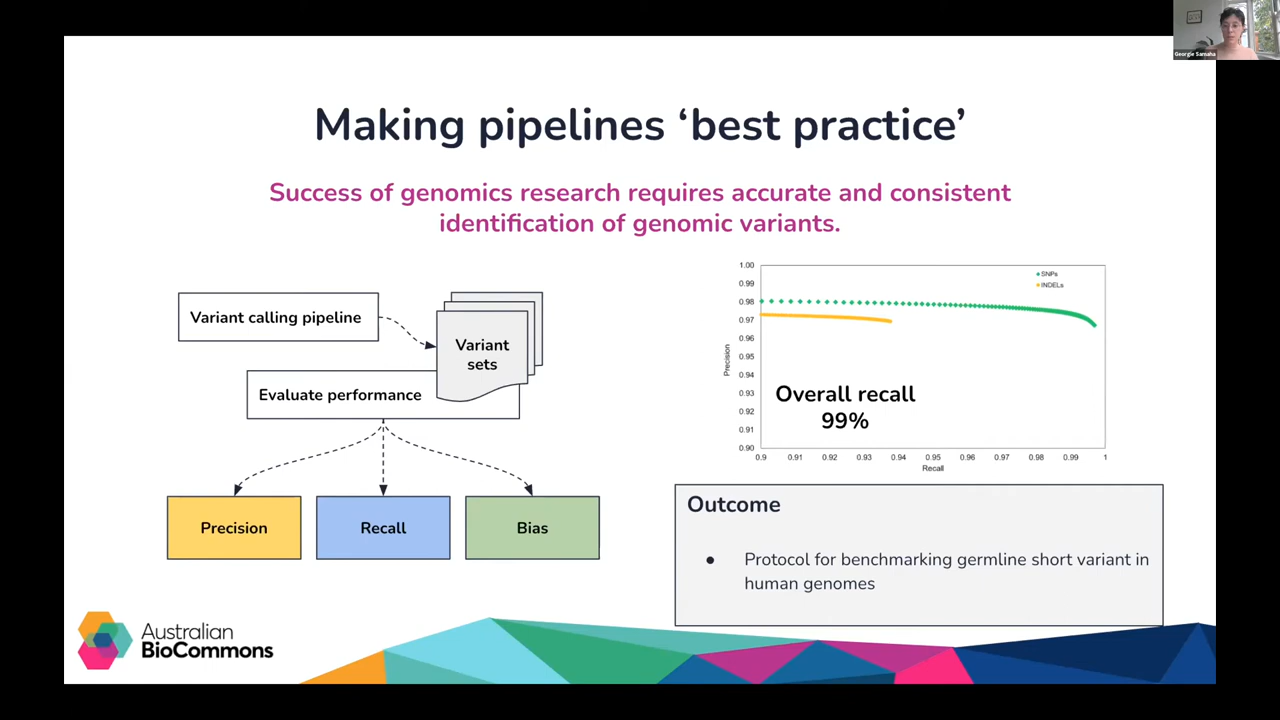 Georgie Samaha
Making pipelines ‘best practice’
Success of genomics research requires accurate and consistent
identification of genomic variants.
Variant calling pipeline
Variant
sets
Evaluate performance
Precision
Recall
Bias
1.00
0.99
0.98
0.97
0.96
0.95
0.94
0.93
0.92
0.91
0.90
Precision
SNPs
INDELs
Overall recall
99%
0.9 0.91 0.92 0.93 0.94 0.95 0.96 0.97 0.98 0.99 1
Recall
Outcome
● Protocol for benchmarking germline short variant in
human genomes
Australian
BioCommons